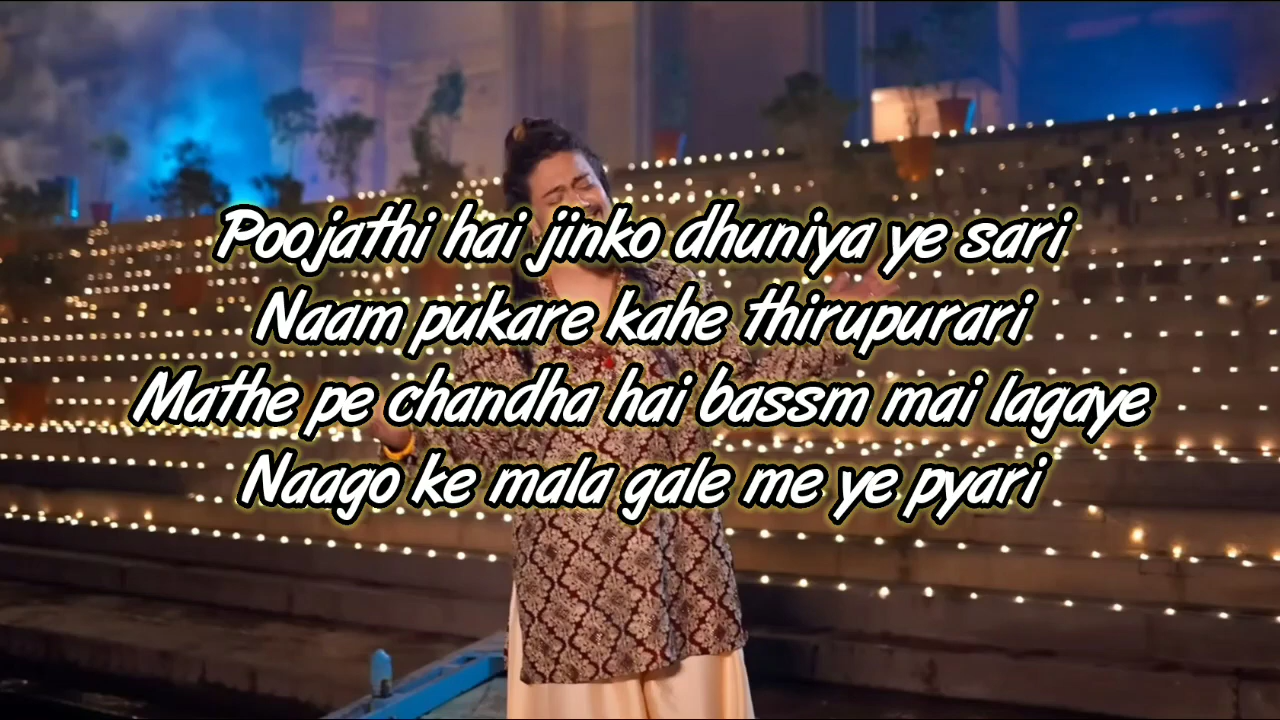 Poojathi hai jinko dhuniya ye sari
Naam pukare kahe thirupurari
Mathe pe chandha hai bassm mai lagaye
Naago ke mala gale me ye pyari